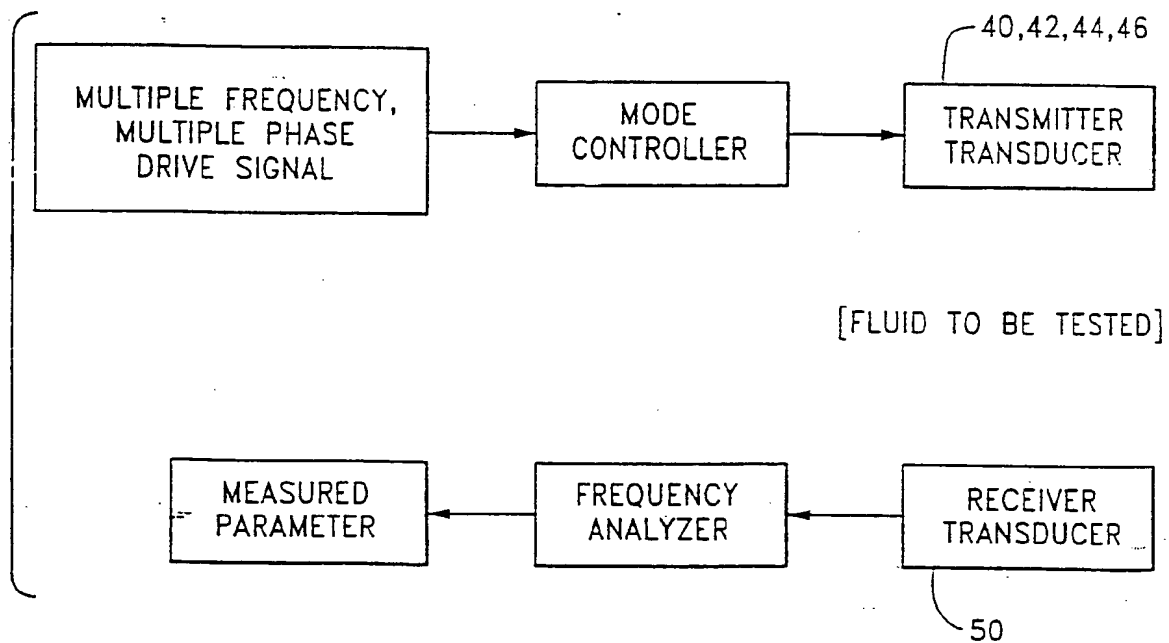 40,42,44,46
MULTIPLE FREQUENCY,
MULTIPLE PHASE
DRIVE SIGNAL
MODE
CONTROLLER
TRANSMITTER
TRANSDUCER
[FLUID TO BE TESTED]
MEASURED
PARAMETER
FREQUENCY
ANALYZER
RECEIVER
TRANSDUCER
50